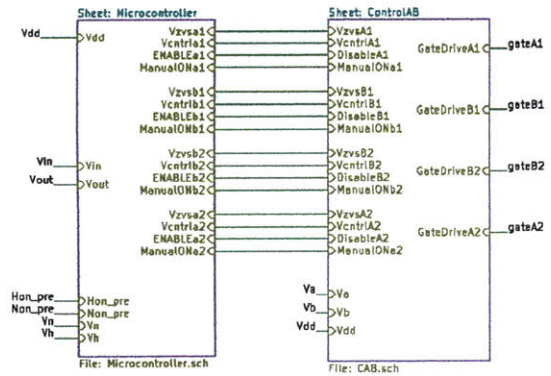 Sheet: Microcontroller
Sheet: ControlAB
Vdd
Vdd
Vzvsa1
Vcntrla1
ENABLEa1
ManualONa1
VzvsA1
VcntrlA1
DisableA1
ManualONa1
GateDriveA1
gateA1
Vzvsb1
Vcntrlb1
ENABLEb1
ManualONb1
VzvsB1
VcntrlB1
DisableB1
ManualONb1
GateDriveB1
gateB1
Vin
Vin
Vout
Vout
Vzvsb2
Vcntrlb2
ENABLEb2
ManualONb2
VzvsB2
VcntrlB2
DisableB2
ManualONb2
GateDriveB2
gateB2
Vzvsa2
Vcntrla2
ENABLEa2
ManualONa2
VzvsA2
VcntrlA2
DisableA2
ManualONa2
GateDriveA2
gateA2
Hon_pre
Hon_pre
Non_pre
Non_pre
Vn
Vn
Vh
Vh
Va
Va
Vb
Vb
Vdd
Vdd
File: Microcontroller.sch
File: CAB.sch